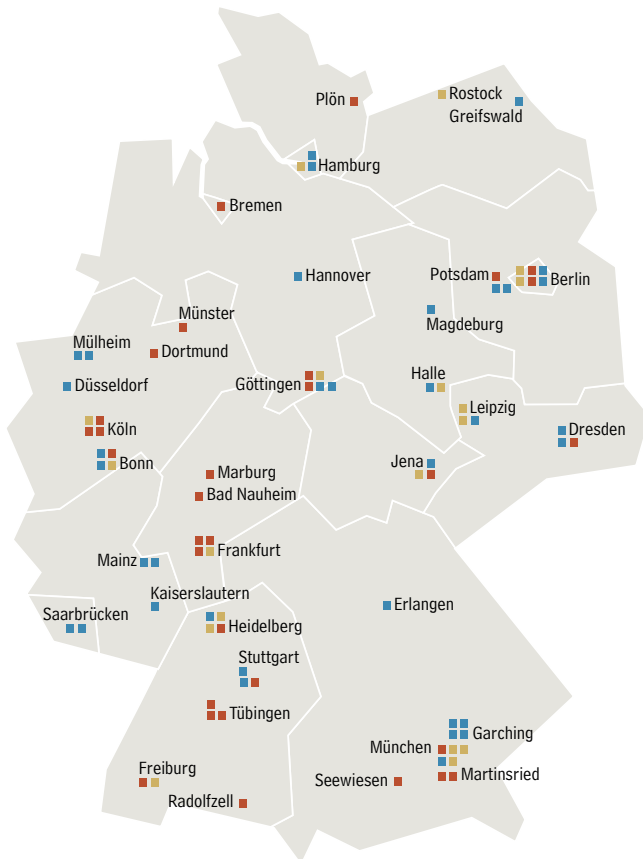 Plön
Rostock
Greifswald
Hamburg
Bremen
Hannover
Potsdam
Berlin
Magdeburg
Münster
Mülheim
Dortmund
Düsseldorf
Göttingen
Halle
Leipzig
Dresden
Köln
Bonn
Jena
Marburg
Bad Nauheim
Frankfurt
Mainz
Kaiserslautern
Saarbrücken
Erlangen
Heidelberg
Stuttgart
Tübingen
Garching
München
Martinsried
Freiburg
Seewiesen
Radolfzell